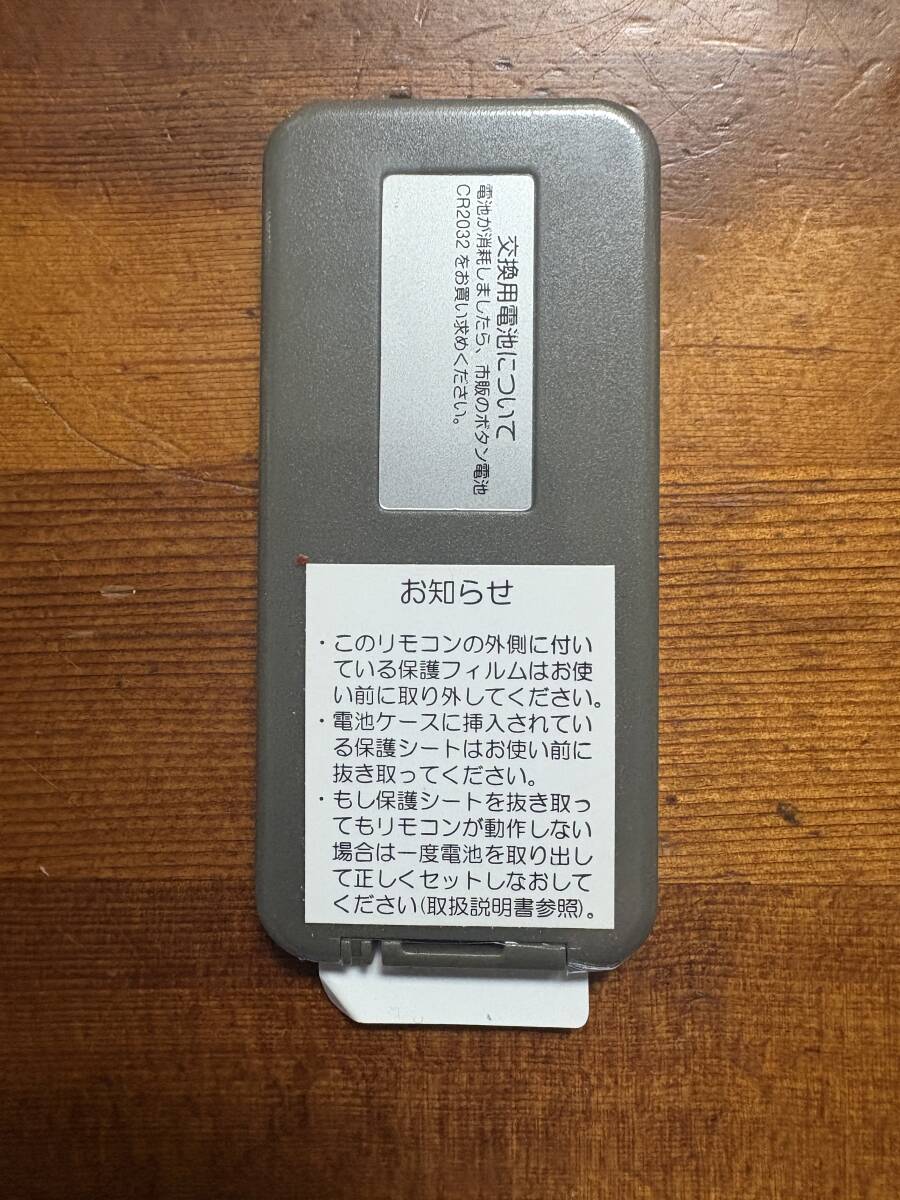 交換用電池について
電池が消耗しましたら、市販のボタン電池
CR2032 をお買い求めください。
お知らせ
・このリモコンの外側に付い
ている保護フィルムはお使
い前に取り外してください。
・電池ケースに挿入されてい
る保護シートはお使い前に
抜き取ってください。
・もし保護シートを抜き取っ
てもリモコンが動作しない
場合は一度電池を取り出し
て正しくセットしなおして
ください(取扱説明書参照)。